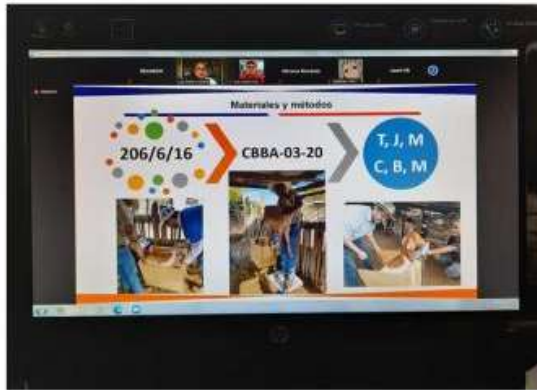 Materiales y métodos
206/6/16
CBBA-03-20
T, J, M
C, B, M